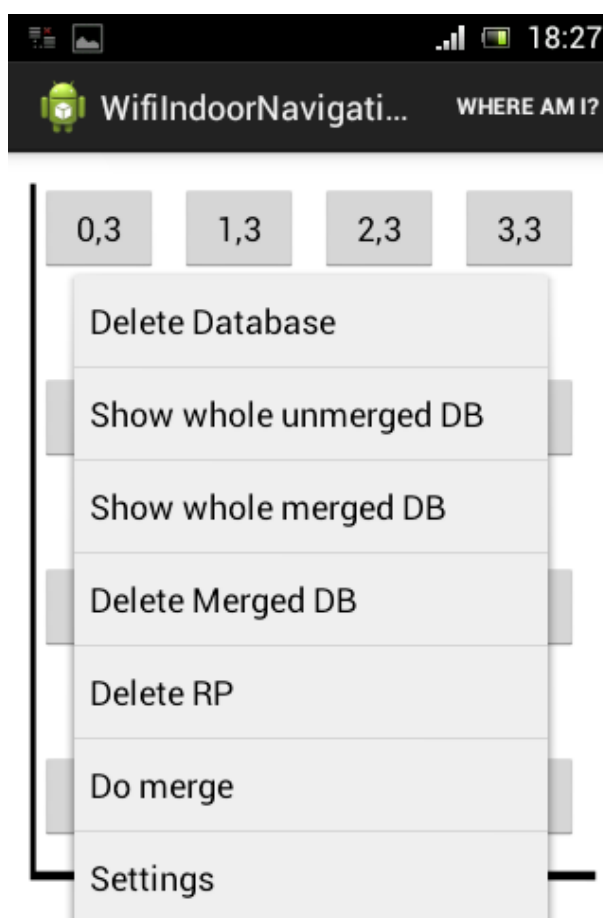 18:27
WifiIndoorNavigati... WHERE AM I?
0,3 1,3 2,3 3,3
Delete Database
Show whole unmerged DB
Show whole merged DB
Delete Merged DB
Delete RP
Do merge
Settings